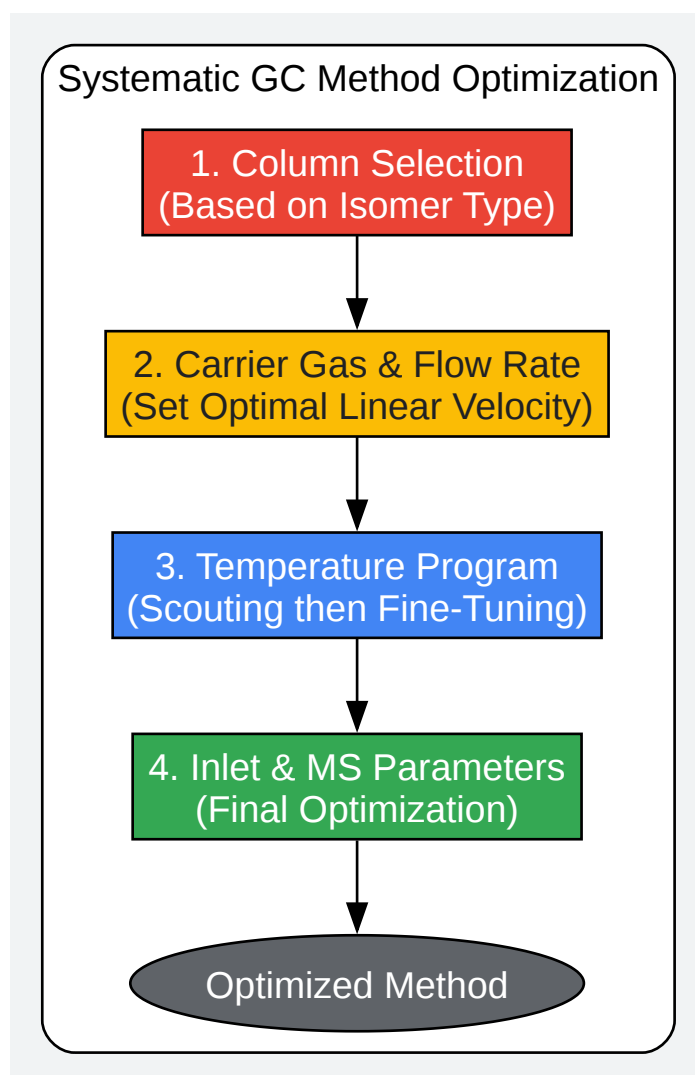 Systematic GC Method Optimization
1. Column Selection
(Based on Isomer Type)
2. Carrier Gas & Flow Rate
(Set Optimal Linear Velocity)
3. Temperature Program
(Scouting then Fine-Tuning)
4. Inlet & MS Parameters
(Final Optimization)
Optimized Method